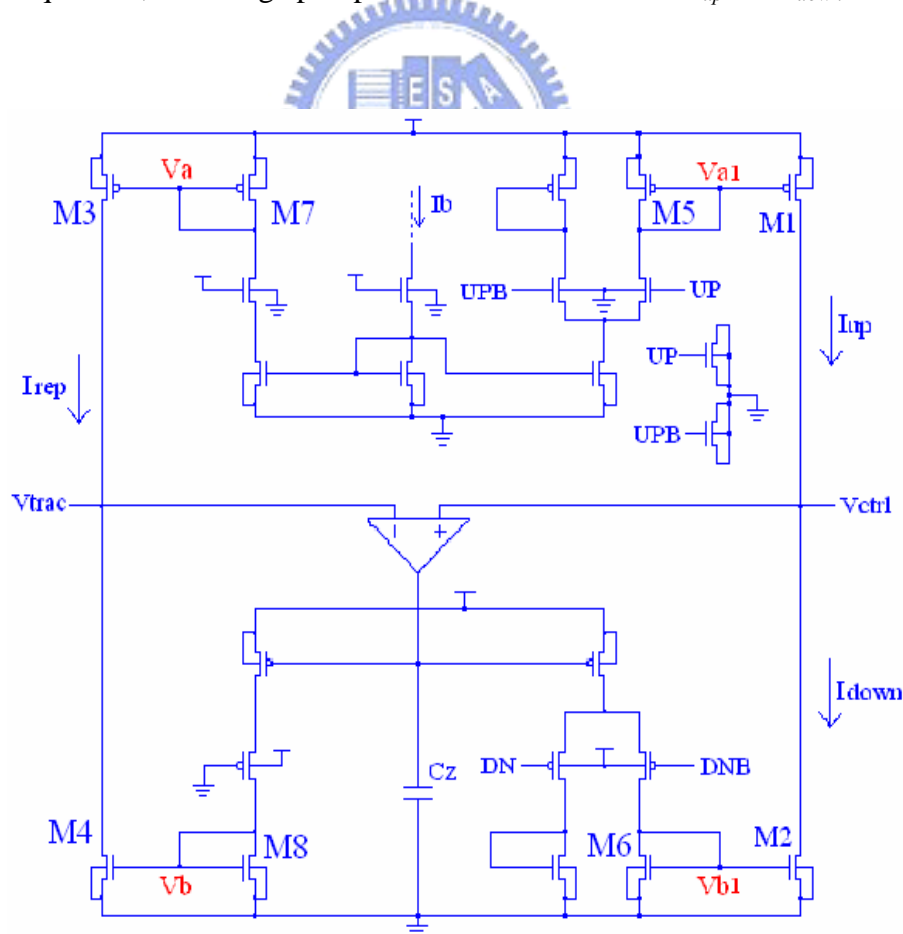 ESA
Va
Va1
M3
M7
Ib
M5
M1
UPB
UP
Iup
UP
Irep
UPB
Vtrac
Vctrl
- +
Idown
DN
DNB
Cz
M4
M8
M6
M2
Vb
Vb1